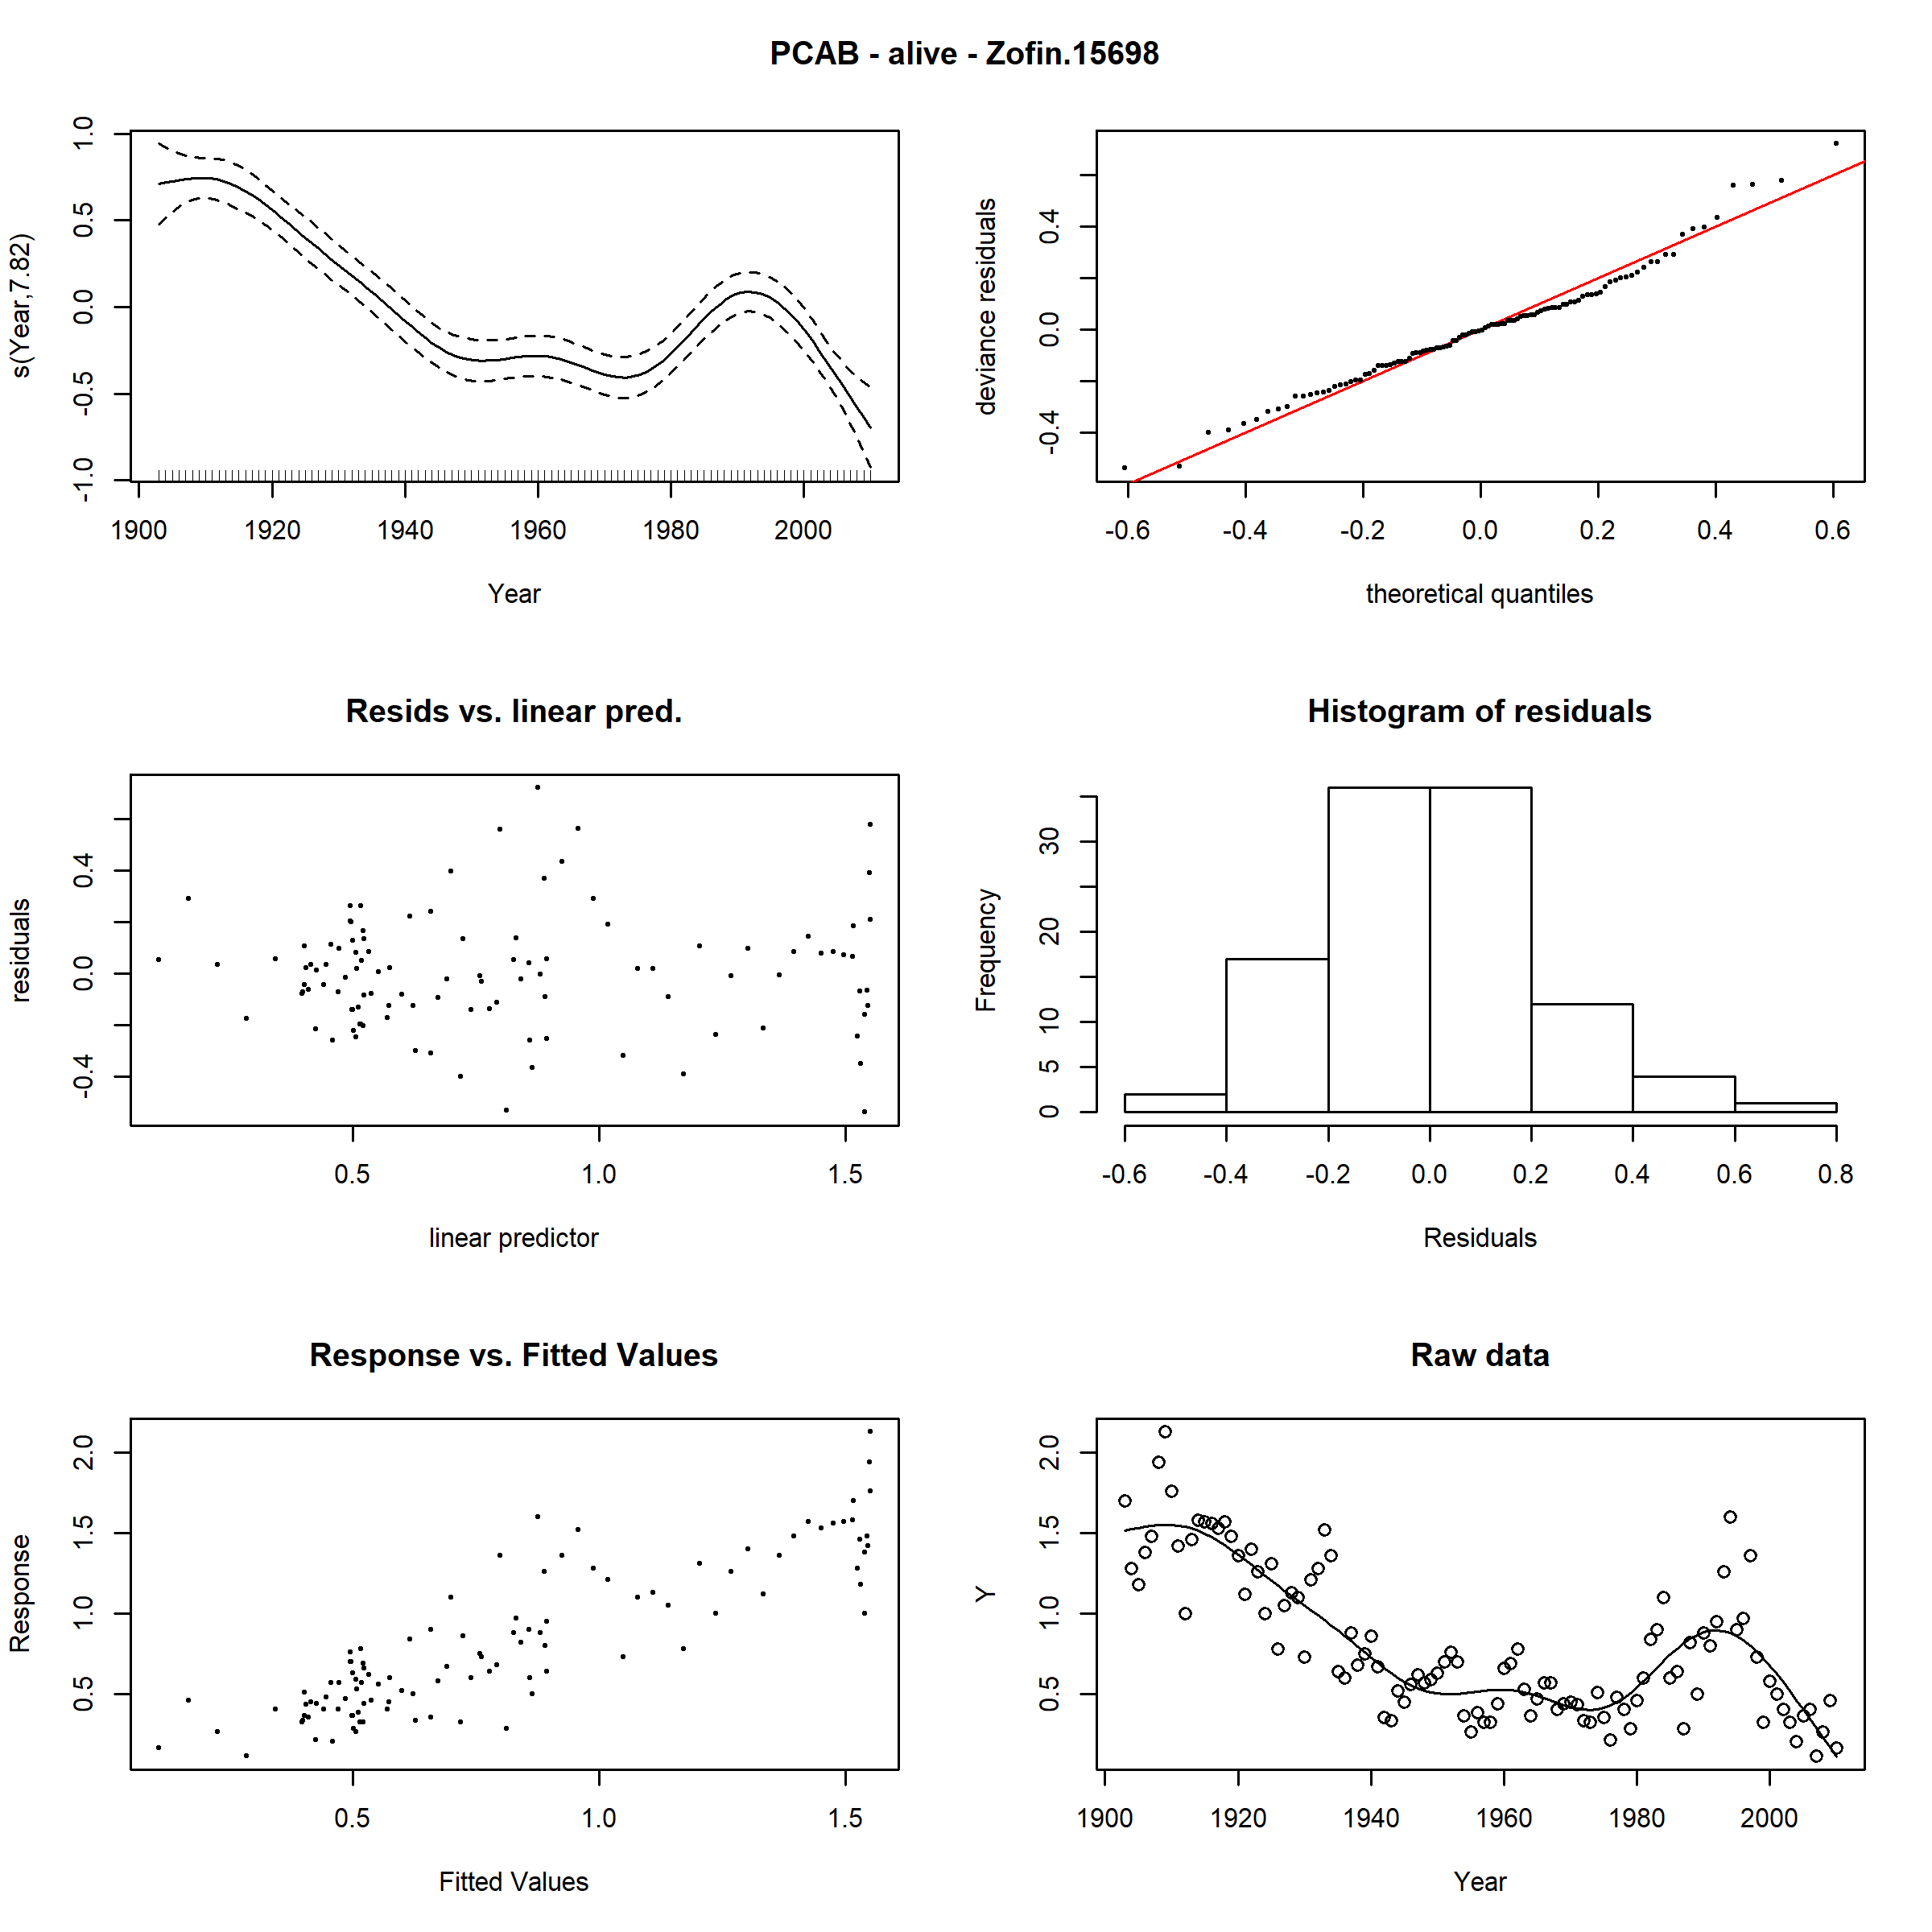 PCAB - alive - Zofin.15698
s(Year,7.82)
1.0
0.5
0.0
-0.5
-1.0
1900 1920 1940 1960 1980 2000
Year
deviance residuals
0.4
0.0
-0.4
-0.6 -0.4 -0.2 0.0 0.2 0.4 0.6
theoretical quantiles
Resids vs. linear pred.
residuals
0.4
0.0
-0.4
0.5 1.0 1.5
linear predictor
Histogram of residuals
Frequency
30
20
10
5
0
-0.6 -0.4 -0.2 0.0 0.2 0.4 0.6 0.8
Residuals
Response vs. Fitted Values
Response
2.0
1.5
1.0
0.5
0.5 1.0 1.5
Fitted Values
Raw data
Y
2.0
1.5
1.0
0.5
1900 1920 1940 1960 1980 2000
Year